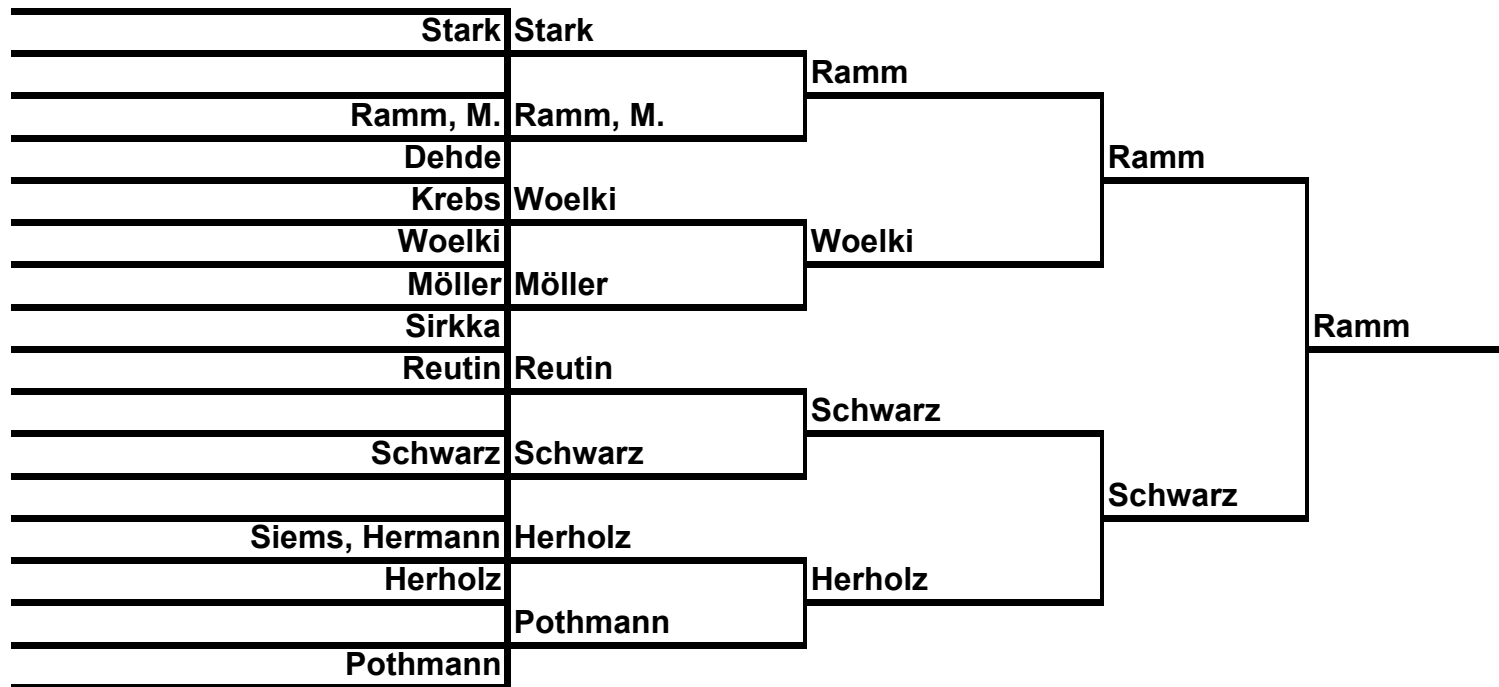 Stark Stark
Ramm
Ramm, M. Ramm, M.
Dehde Ramm
Krebs Woelki
Woelki Woelki
Möller Möller
Sirkka Ramm
Reutin Reutin
Schwarz
Schwarz Schwarz
Schwarz
Siems, Hermann Herholz
Herholz Herholz
Pothmann
Pothmann